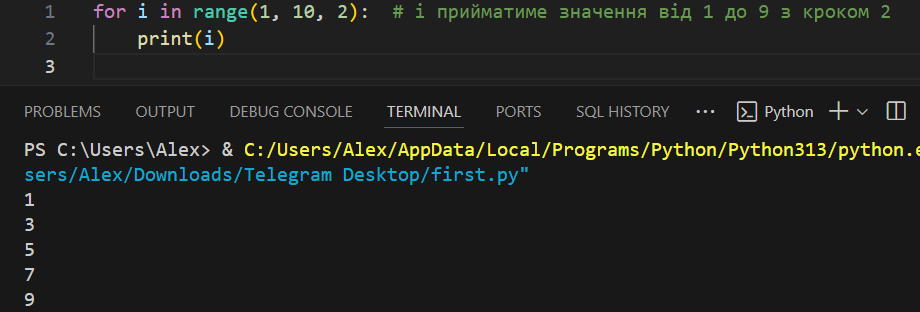 1 for i in range(1, 10, 2):  # і прийматиме значення від 1 до 9 з кроком 2
2     print(i)
3
PROBLEMS OUTPUT DEBUG CONSOLE TERMINAL PORTS SQL HISTORY ··· Python
PS C:\Users\Alex> & C:/Users/Alex/AppData/Local/Programs/Python/Python313/python.e
sers/Alex/Downloads/Telegram Desktop/first.py"
1
3
5
7
9